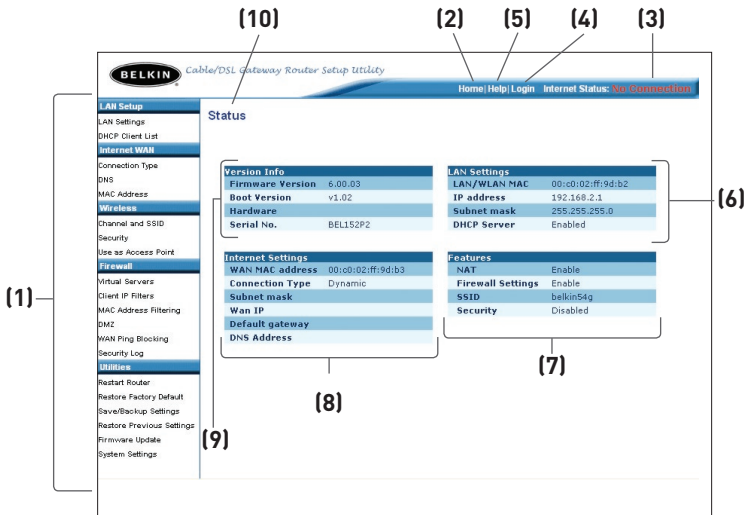 (10) (2) (5) (4) (3)
BELKIN Cable/DSL Gateway Router Setup Utility
Home| Help| Login Internet Status: No Connection
LAN Setup
LAN Settings
DHCP Client List
Internet WAN
Connection Type
DNS
MAC Address
Wireless
Channel and SSID
Security
Use as Access Point
Firewall
Virtual Servers
Client IP Filters
MAC Address Filtering
DMZ
WAN Ping Blocking
Security Log
Utilities
Restart Router
Restore Factory Default
Save/Backup Settings
Restore Previous Settings
Firmware Update
System Settings
(1)
Status
Version Info
Firmware Version 6.00.03
Boot Version v1.02
Hardware
Serial No. BEL152P2
(9)
LAN Settings
LAN/WLAN MAC 00:c0:02:ff:9d:b2
IP address 192.168.2.1
Subnet mask 255.255.255.0
DHCP Server Enabled
(6)
Internet Settings
WAN MAC address 00:c0:02:ff:9d:b3
Connection Type Dynamic
Subnet mask
Wan IP
Default gateway
DNS Address
(8)
Features
NAT Enable
Firewall Settings Enable
SSID belkin54g
Security Disabled
(7)